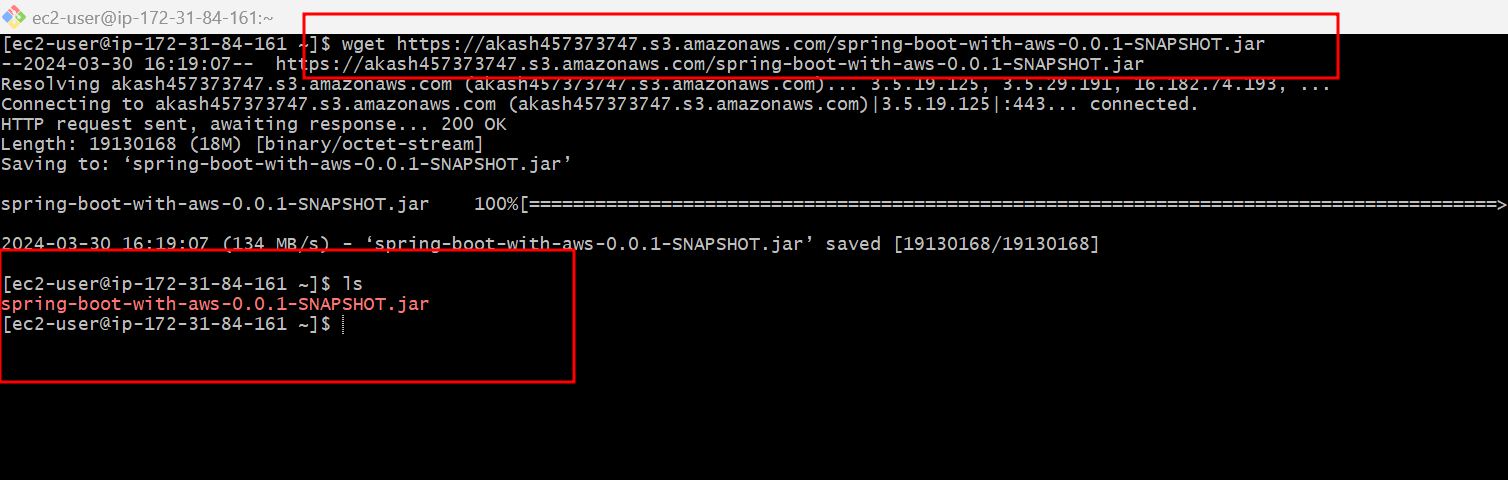 ec2-user@ip-172-31-84-161:~
[ec2-user@ip-172-31-84-161 ~]$ wget https://akash457373747.s3.amazonaws.com/spring-boot-with-aws-0.0.1-SNAPSHOT.jar
--2024-03-30 16:19:07--  https://akash457373747.s3.amazonaws.com/spring-boot-with-aws-0.0.1-SNAPSHOT.jar
Resolving akash457373747.s3.amazonaws.com (akash457373747.s3.amazonaws.com)... 3.5.19.125, 3.5.29.191, 16.182.74.193, ...
Connecting to akash457373747.s3.amazonaws.com (akash457373747.s3.amazonaws.com)|3.5.19.125|:443... connected.
HTTP request sent, awaiting response... 200 OK
Length: 19130168 (18M) [binary/octet-stream]
Saving to: ‘spring-boot-with-aws-0.0.1-SNAPSHOT.jar’
spring-boot-with-aws-0.0.1-SNAPSHOT.jar    100%[========================================================================================>
2024-03-30 16:19:07 (134 MB/s) - ‘spring-boot-with-aws-0.0.1-SNAPSHOT.jar’ saved [19130168/19130168]
[ec2-user@ip-172-31-84-161 ~]$ ls
spring-boot-with-aws-0.0.1-SNAPSHOT.jar
[ec2-user@ip-172-31-84-161 ~]$